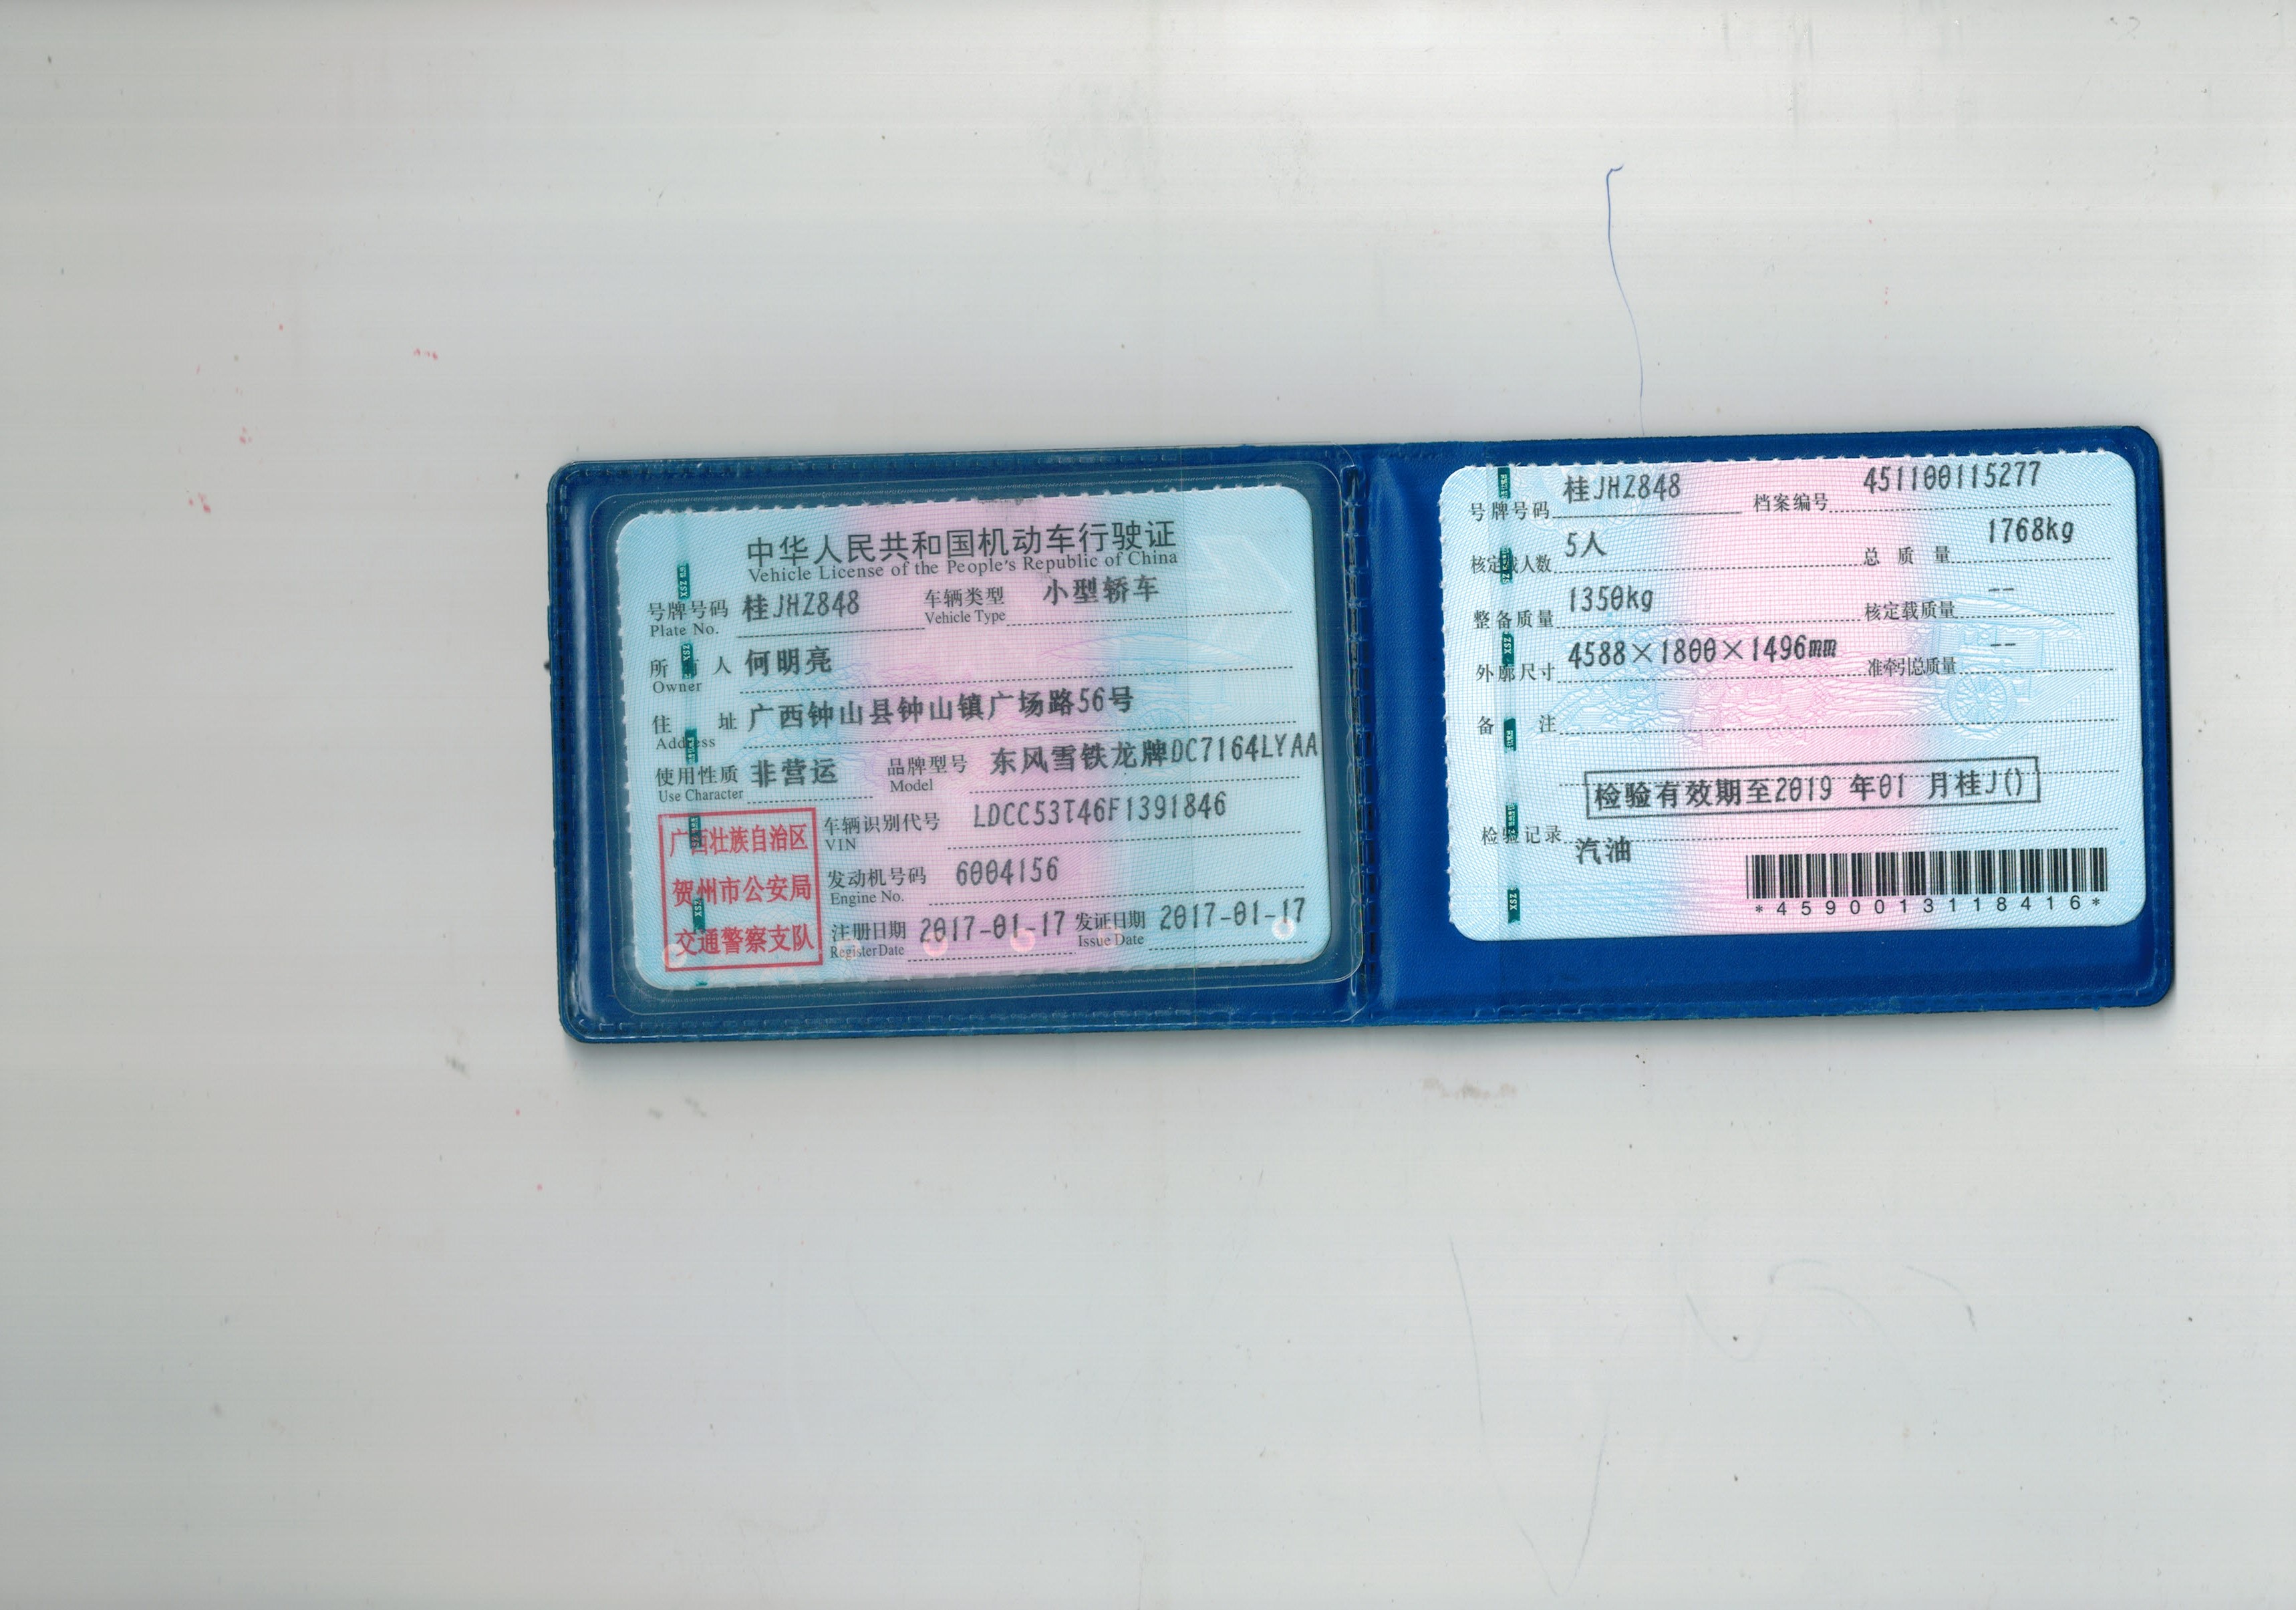 中华人民共和国机动车行驶证
Vehicle License of the People's Republic of China
号牌号码 桂JHZ848 车辆类型 小型轿车
Plate No. Vehicle Type
所 人 何明亮
Owner
住 址 广西钟山县钟山镇广场路56号
Address
使用性质 非营运 品牌型号 东风雪铁龙牌DC7164LYAA
Use Character Model
车辆识别代号 LDCC53T46F1391846
VIN
发动机号码 6004156
Engine No.
注册日期 2017-01-17 发证日期 2017-01-17
Register Date Issue Date
广西壮族自治区
贺州市公安局
交通警察支队
号牌号码 桂JHZ848 档案编号 451100115277
核定载人数 5人 总质量 1768kg
整备质量 1350kg 核定载质量 --
外廓尺寸 4588×1800×1496mm 准牵引总质量 --
备 注
检验有效期至2019 年01 月桂J()
检验记录
汽油
*4590013118416*